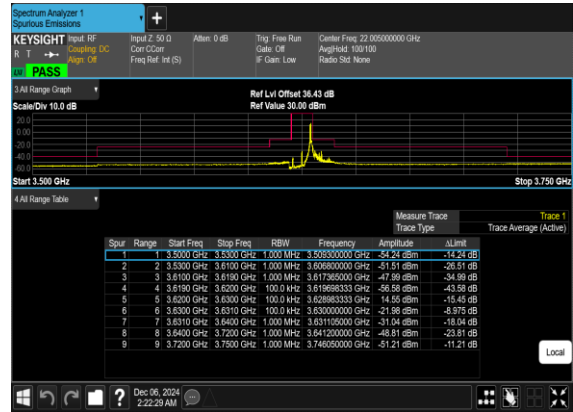 Spectrum Analyzer 1
Spurious Emissions
KEYSIGHT Input: RF Input Z: 50 Ω Atten: 0 dB Trig: Free Run Center Freq: 22.005000000 GHz
R T Coupling: DC Corr CCorr Gate: Off Avg|Hold: 100/100
Align: Off Freq Ref: Int (S) IF Gain: Low Radio Std: None
PASS
3 All Range Graph
Ref Lvl Offset 36.43 dB
Scale/Div 10.0 dB Ref Value 30.00 dBm
20.0
0.00
-20.0
-40.0
-60.0
Start 3.500 GHz Stop 3.750 GHz
4 All Range Table
Measure Trace Trace 1
Trace Type Trace Average (Active)
Spur Range Start Freq Stop Freq RBW Frequency Amplitude ΔLimit
1 1 3.5000 GHz 3.5300 GHz 1.000 MHz 3.509300000 GHz -54.24 dBm -14.24 dB
2 2 3.5300 GHz 3.6100 GHz 1.000 MHz 3.606800000 GHz -51.51 dBm -26.51 dB
3 3 3.6100 GHz 3.6190 GHz 1.000 MHz 3.617365000 GHz -47.99 dBm -34.99 dB
4 4 3.6190 GHz 3.6200 GHz 100.0 kHz 3.619698333 GHz -56.58 dBm -43.58 dB
5 5 3.6200 GHz 3.6300 GHz 100.0 kHz 3.628983333 GHz 14.55 dBm -15.45 dB
6 6 3.6300 GHz 3.6310 GHz 100.0 kHz 3.630000000 GHz -21.98 dBm -8.975 dB
7 7 3.6310 GHz 3.6400 GHz 1.000 MHz 3.631105000 GHz -31.04 dBm -18.04 dB
8 8 3.6400 GHz 3.7200 GHz 1.000 MHz 3.641200000 GHz -48.81 dBm -23.81 dB
9 9 3.7200 GHz 3.7500 GHz 1.000 MHz 3.746050000 GHz -51.21 dBm -11.21 dB
Local
Dec 06, 2024
2:22:29 AM